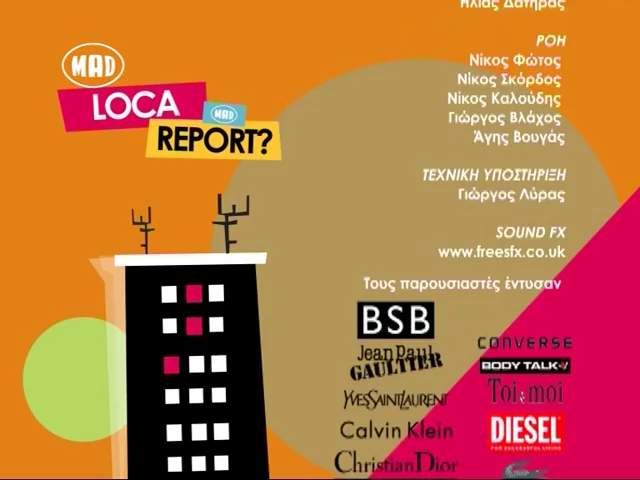 Ηλίας Δατήρας
ΡΟΗ
Νίκος Φώτος
Νίκος Σκόρδος
Νίκος Καλούδης
Γιώργος Βλάχος
Άγης Βουγάς
ΤΕΧΝΙΚΗ ΥΠΟΣΤΗΡΙΞΗ
Γιώργος Λύρας
SOUND FX
www.freesfx.co.uk
Τους παρουσιαστές έντυσαν
MAD
LOCA
MAD
REPORT?
BSB
Jean Paul
GAULTIER
YVESSAINTLAURENT
Calvin Klein
Christian Dior
CONVERSE
BODY TALK
Toi & moi
DIESEL
FOR SUCCESSFUL LIVING